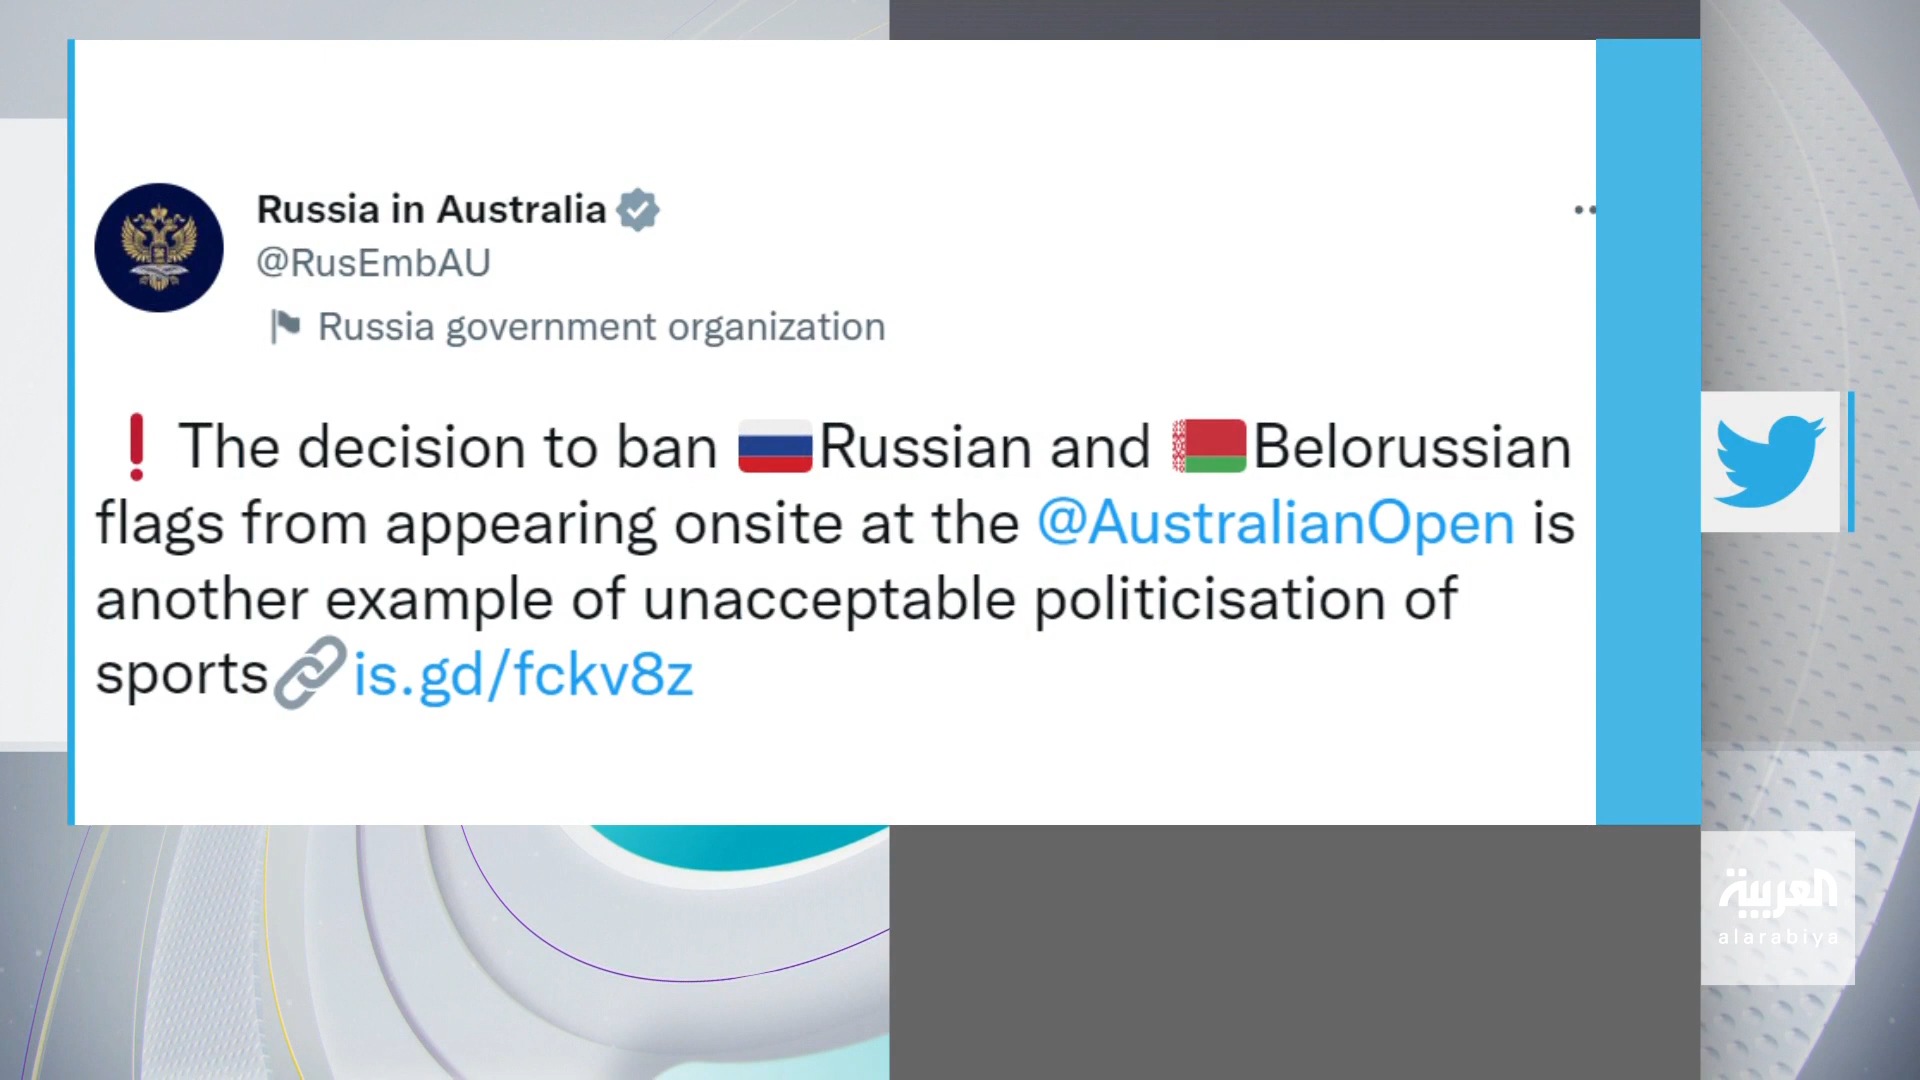 Russia in Australia
@RusEmbAU
Russia government organization
❗The decision to ban 🇷🇺Russian and 🇧🇾Belorussian
flags from appearing onsite at the @AustralianOpen is
another example of unacceptable politicisation of
sports🔗is.gd/fckv8z
العربية
alarabiya